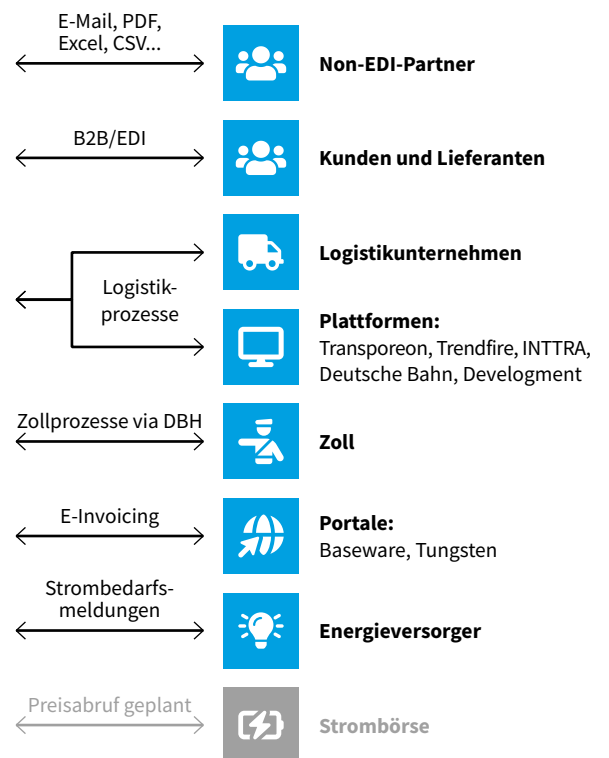 E-Mail, PDF,
Excel, CSV...
Non-EDI-Partner
B2B/EDI
Kunden und Lieferanten
Logistikunternehmen
Logistik-
prozesse
Plattformen:
Transporeon, Trendfire, INTTRA,
Deutsche Bahn, Develogment
Zollprozesse via DBH
Zoll
E-Invoicing
Portale:
Baseware, Tungsten
Strombedarfs-
meldungen
Energieversorger
Preisabruf geplant
Strombörse